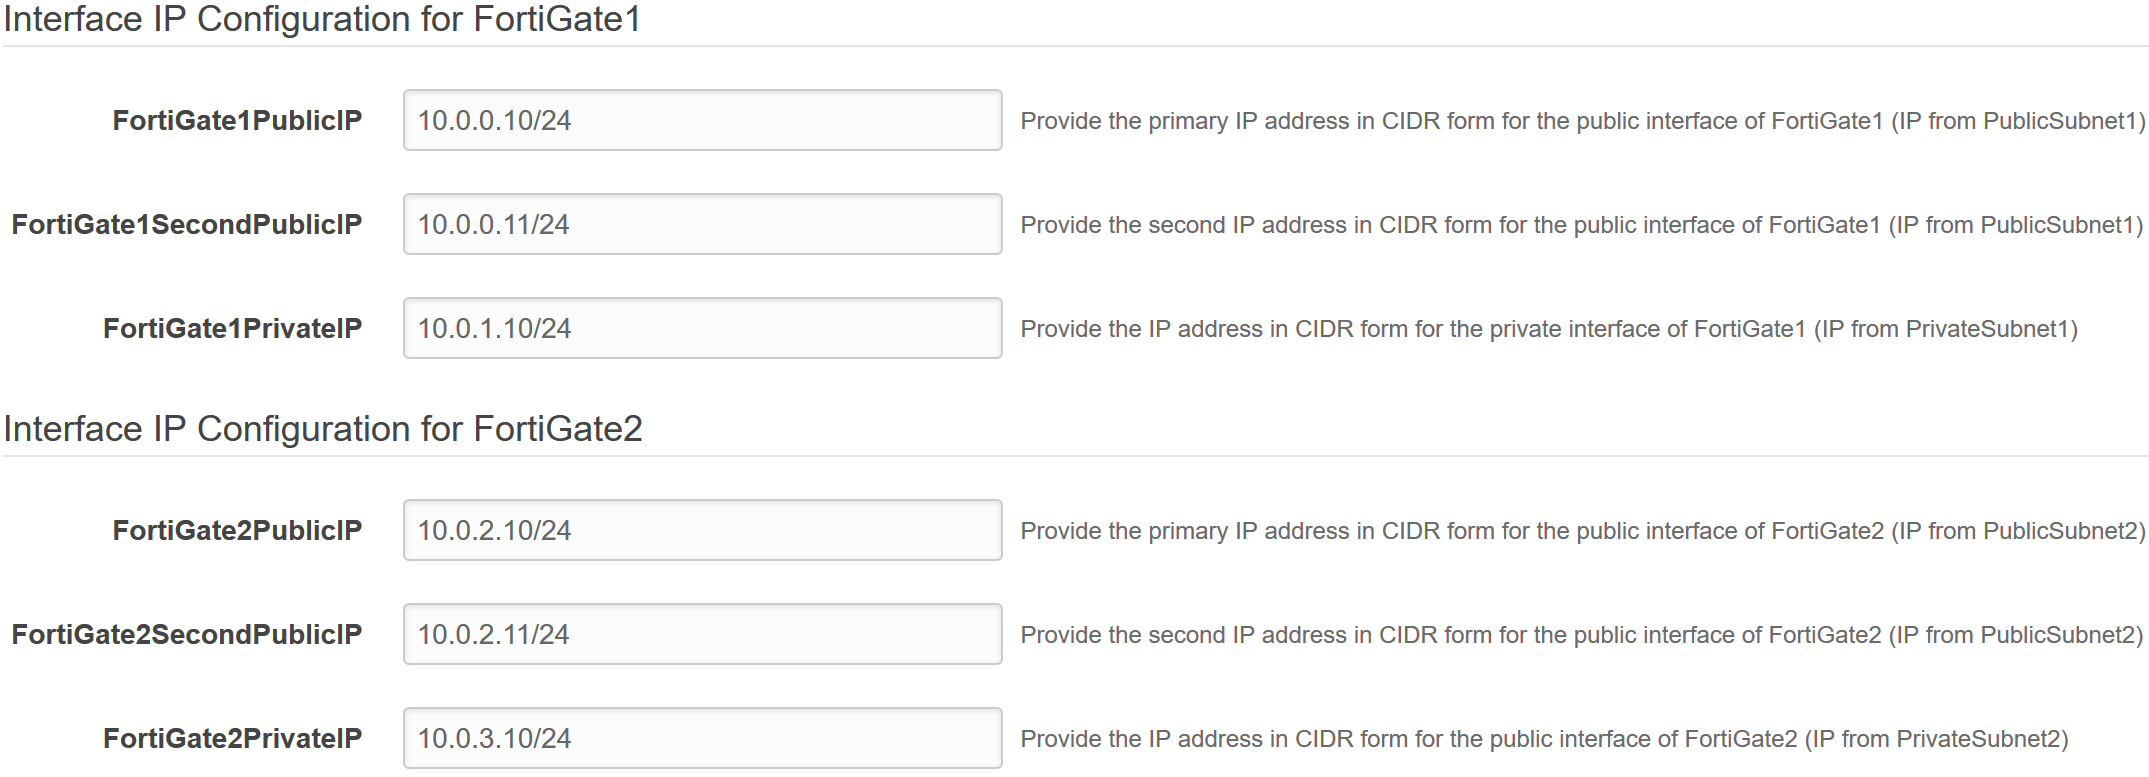 Interface IP Configuration for FortiGate1
FortiGate1PublicIP 10.0.0.10/24 Provide the primary IP address in CIDR form for the public interface of FortiGate1 (IP from PublicSubnet1)
FortiGate1SecondPublicIP 10.0.0.11/24 Provide the second IP address in CIDR form for the public interface of FortiGate1 (IP from PublicSubnet1)
FortiGate1PrivateIP 10.0.1.10/24 Provide the IP address in CIDR form for the private interface of FortiGate1 (IP from PrivateSubnet1)
Interface IP Configuration for FortiGate2
FortiGate2PublicIP 10.0.2.10/24 Provide the primary IP address in CIDR form for the public interface of FortiGate2 (IP from PublicSubnet2)
FortiGate2SecondPublicIP 10.0.2.11/24 Provide the second IP address in CIDR form for the public interface of FortiGate2 (IP from PublicSubnet2)
FortiGate2PrivateIP 10.0.3.10/24 Provide the IP address in CIDR form for the public interface of FortiGate2 (IP from PrivateSubnet2)